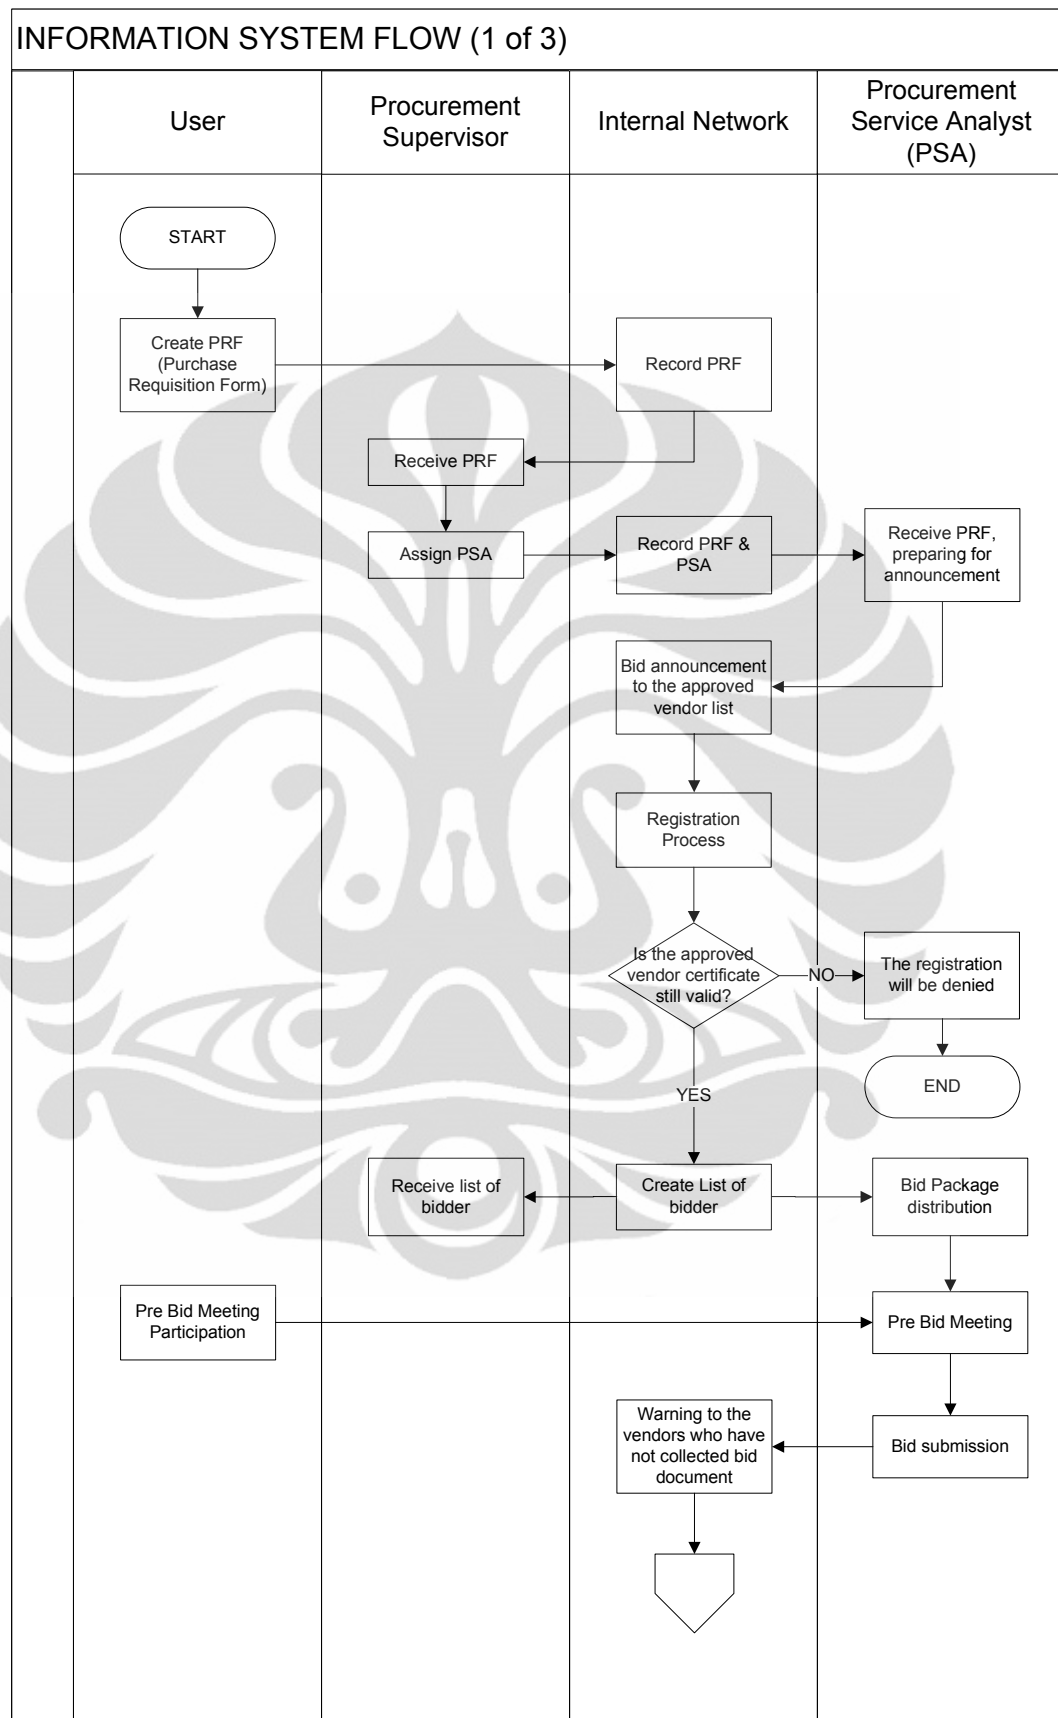 INFORMATION SYSTEM FLOW (1 of 3)
User
Procurement
Supervisor
Internal Network
Procurement
Service Analyst
(PSA)
START
Create PRF
(Purchase
Requisition Form)
Record PRF
Receive PRF
Assign PSA
Record PRF &
PSA
Receive PRF,
preparing for
announcement
Bid announcement
to the approved
vendor list
Registration
Process
Is the approved
vendor certificate
still valid?
NO
The registration
will be denied
END
YES
Receive list of
bidder
Create List of
bidder
Bid Package
distribution
Pre Bid Meeting
Participation
Pre Bid Meeting
Warning to the
vendors who have
not collected bid
document
Bid submission